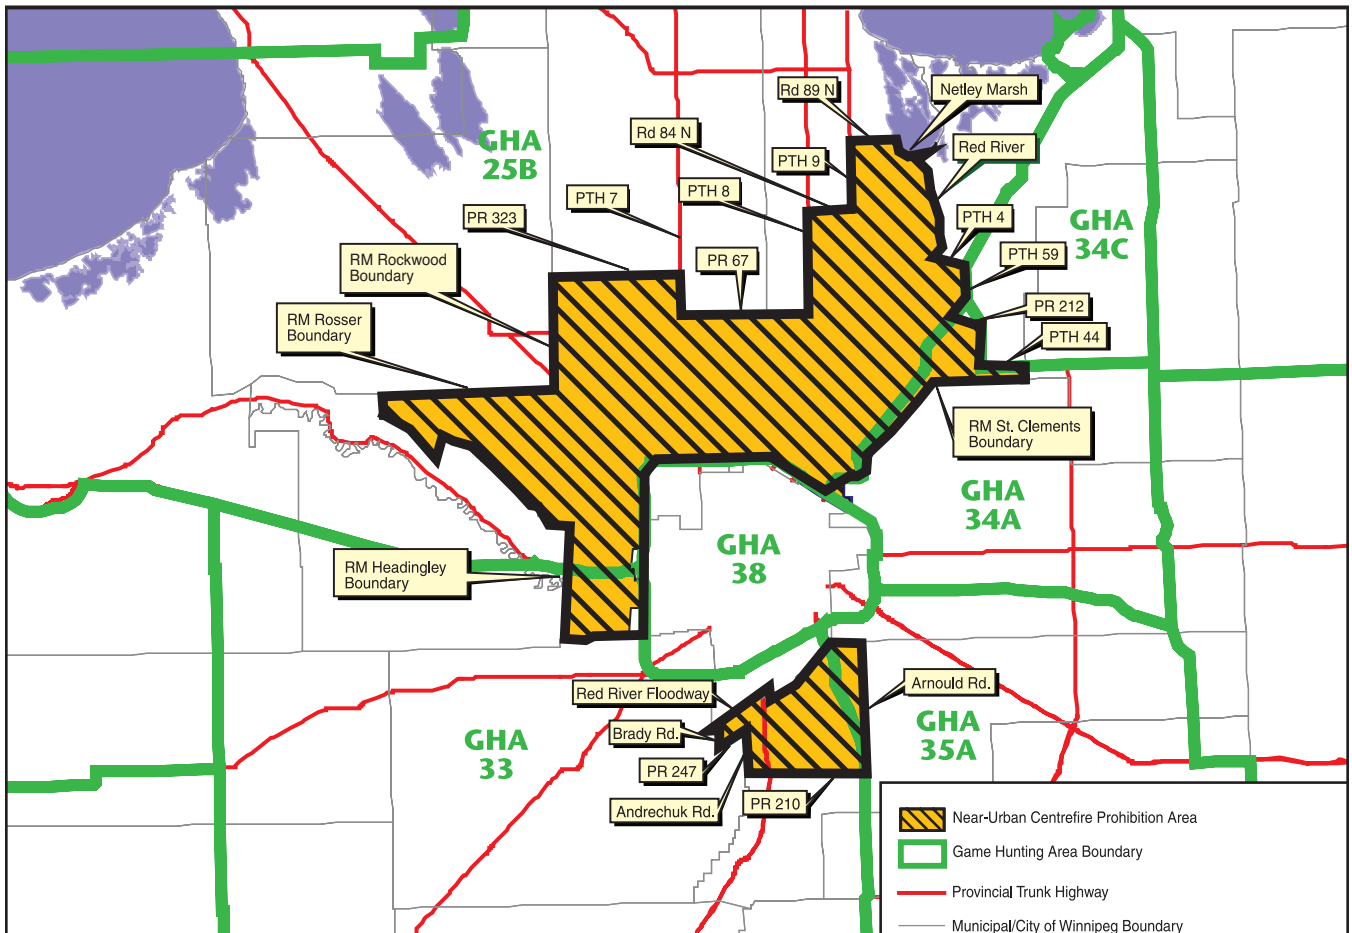 Rd 89 N
Netley Marsh
Rd 84 N
GHA
25B
PTH 9
Red River
PTH 7
PTH 8
PR 323
PTH 4
GHA
34C
RM Rockwood
Boundary
PR 67
PTH 59
RM Rosser
Boundary
PR 212
PTH 44
RM St. Clements
Boundary
GHA
34A
GHA
38
RM Headingley
Boundary
Red River Floodway
Arnould Rd.
Brady Rd.
GHA
35A
GHA
33
PR 247
Andrechuk Rd.
PR 210
Near-Urban Centrefire Prohibition Area
Game Hunting Area Boundary
Provincial Trunk Highway
Municipal/City of Winnipeg Boundary